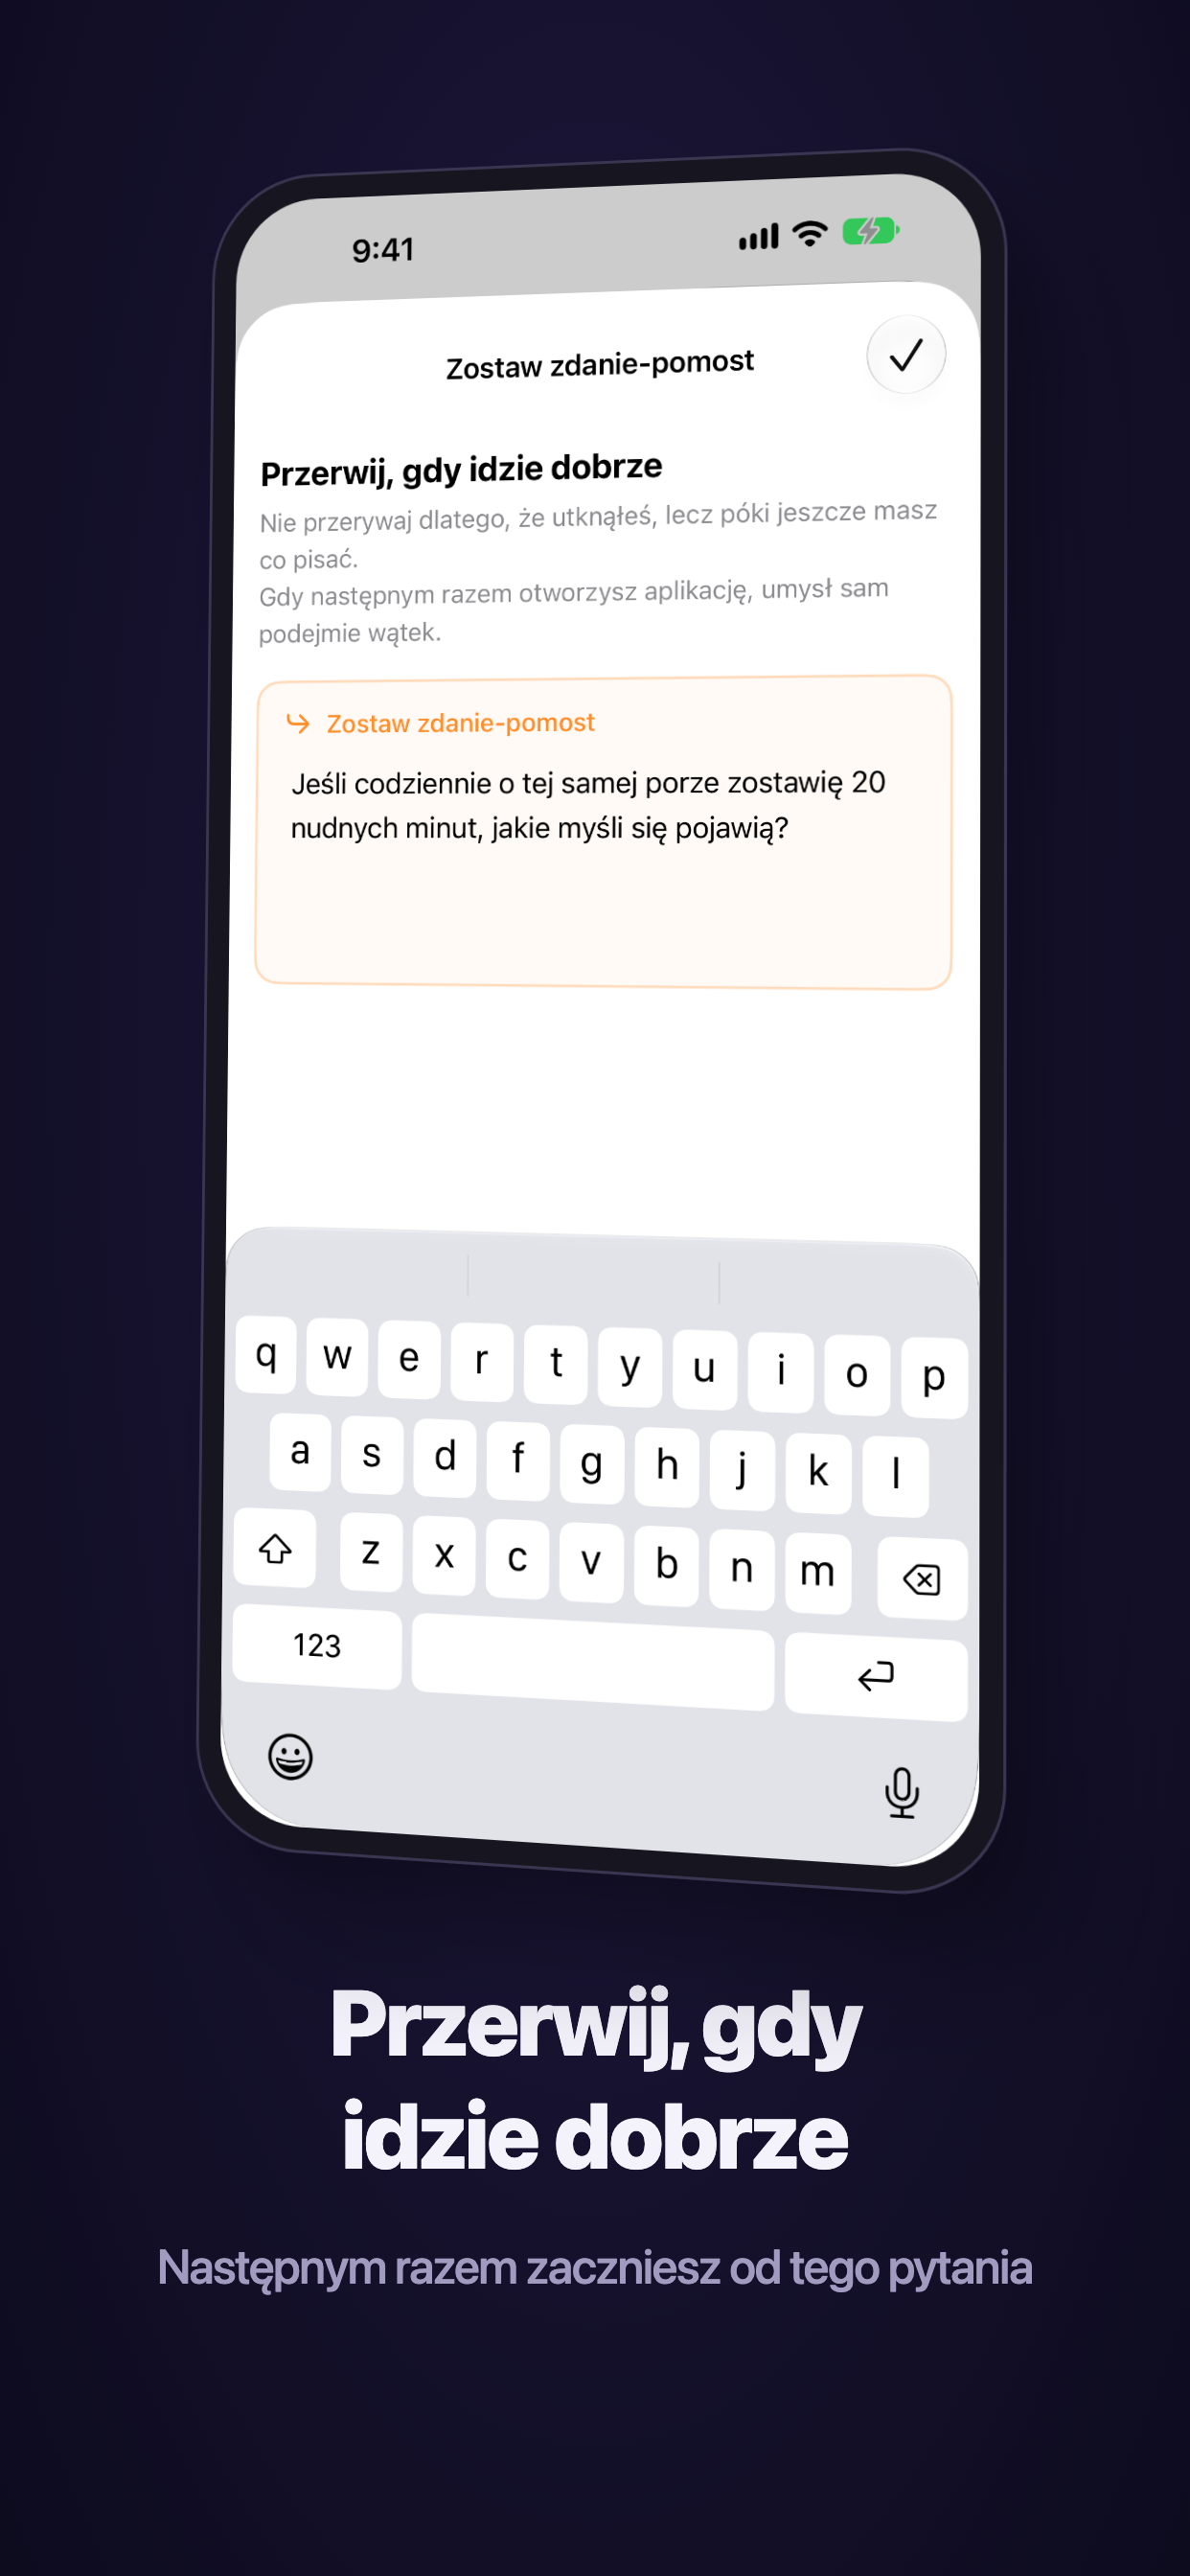 9:41
Zostaw zdanie-pomost
Przerwij, gdy idzie dobrze
Nie przerywaj dlatego, że utknąłeś, lecz póki jeszcze masz
co pisać.
Gdy następnym razem otworzysz aplikację, umysł sam
podejmie wątek.
Zostaw zdanie-pomost
Jeśli codziennie o tej samej porze zostawię 20
nudnych minut, jakie myśli się pojawią?
q w e r t y u i o p
a s d f g h j k l
z x c v b n m
123
Przerwij, gdy
idzie dobrze
Następnym razem zaczniesz od tego pytania